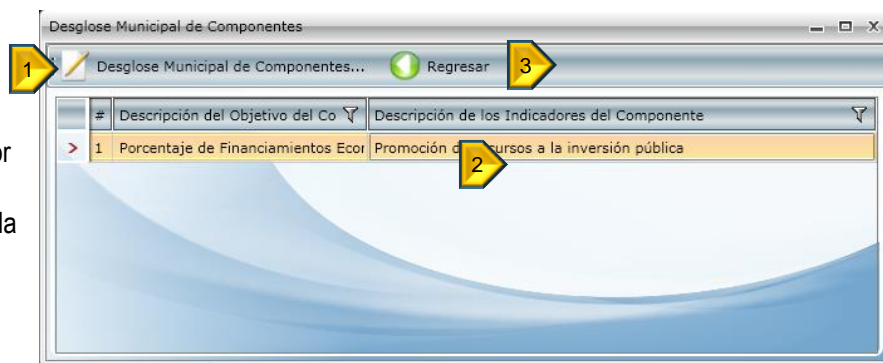 Desglose Municipal de Componentes
1 Desglose Municipal de Componentes... Regresar 3
# Descripción del Objetivo del Co Descripción de los Indicadores del Componente
1 Porcentaje de Financiamientos Ecor Promoción d ursos a la inversión pública
2
or
la